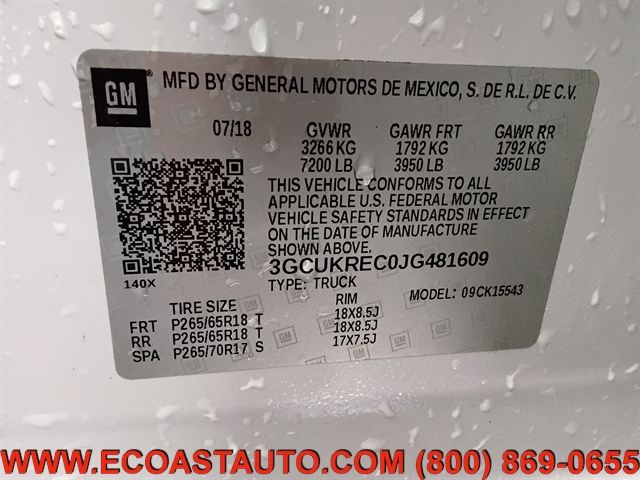 GM
MFD BY GENERAL MOTORS DE MEXICO, S. DE R.L. DE C.V.
07/18 GVWR GAWR FRT GAWR RR
3266 KG 1792 KG 1792 KG
7200 LB 3950 LB 3950 LB
THIS VEHICLE CONFORMS TO ALL
APPLICABLE U.S. FEDERAL MOTOR
VEHICLE SAFETY STANDARDS IN EFFECT
ON THE DATE OF MANUFACTURE
SHOWN ABOVE.
3GCUKREC0JG481609
140X TYPE: TRUCK MODEL: 09CK15543
TIRE SIZE RIM
FRT P265/65R18 T 18X8.5J
RR P265/65R18 T 18X8.5J
SPA P265/70R17 S 17X7.5J
WWW.ECOASTAUTO.COM (800) 869-0655